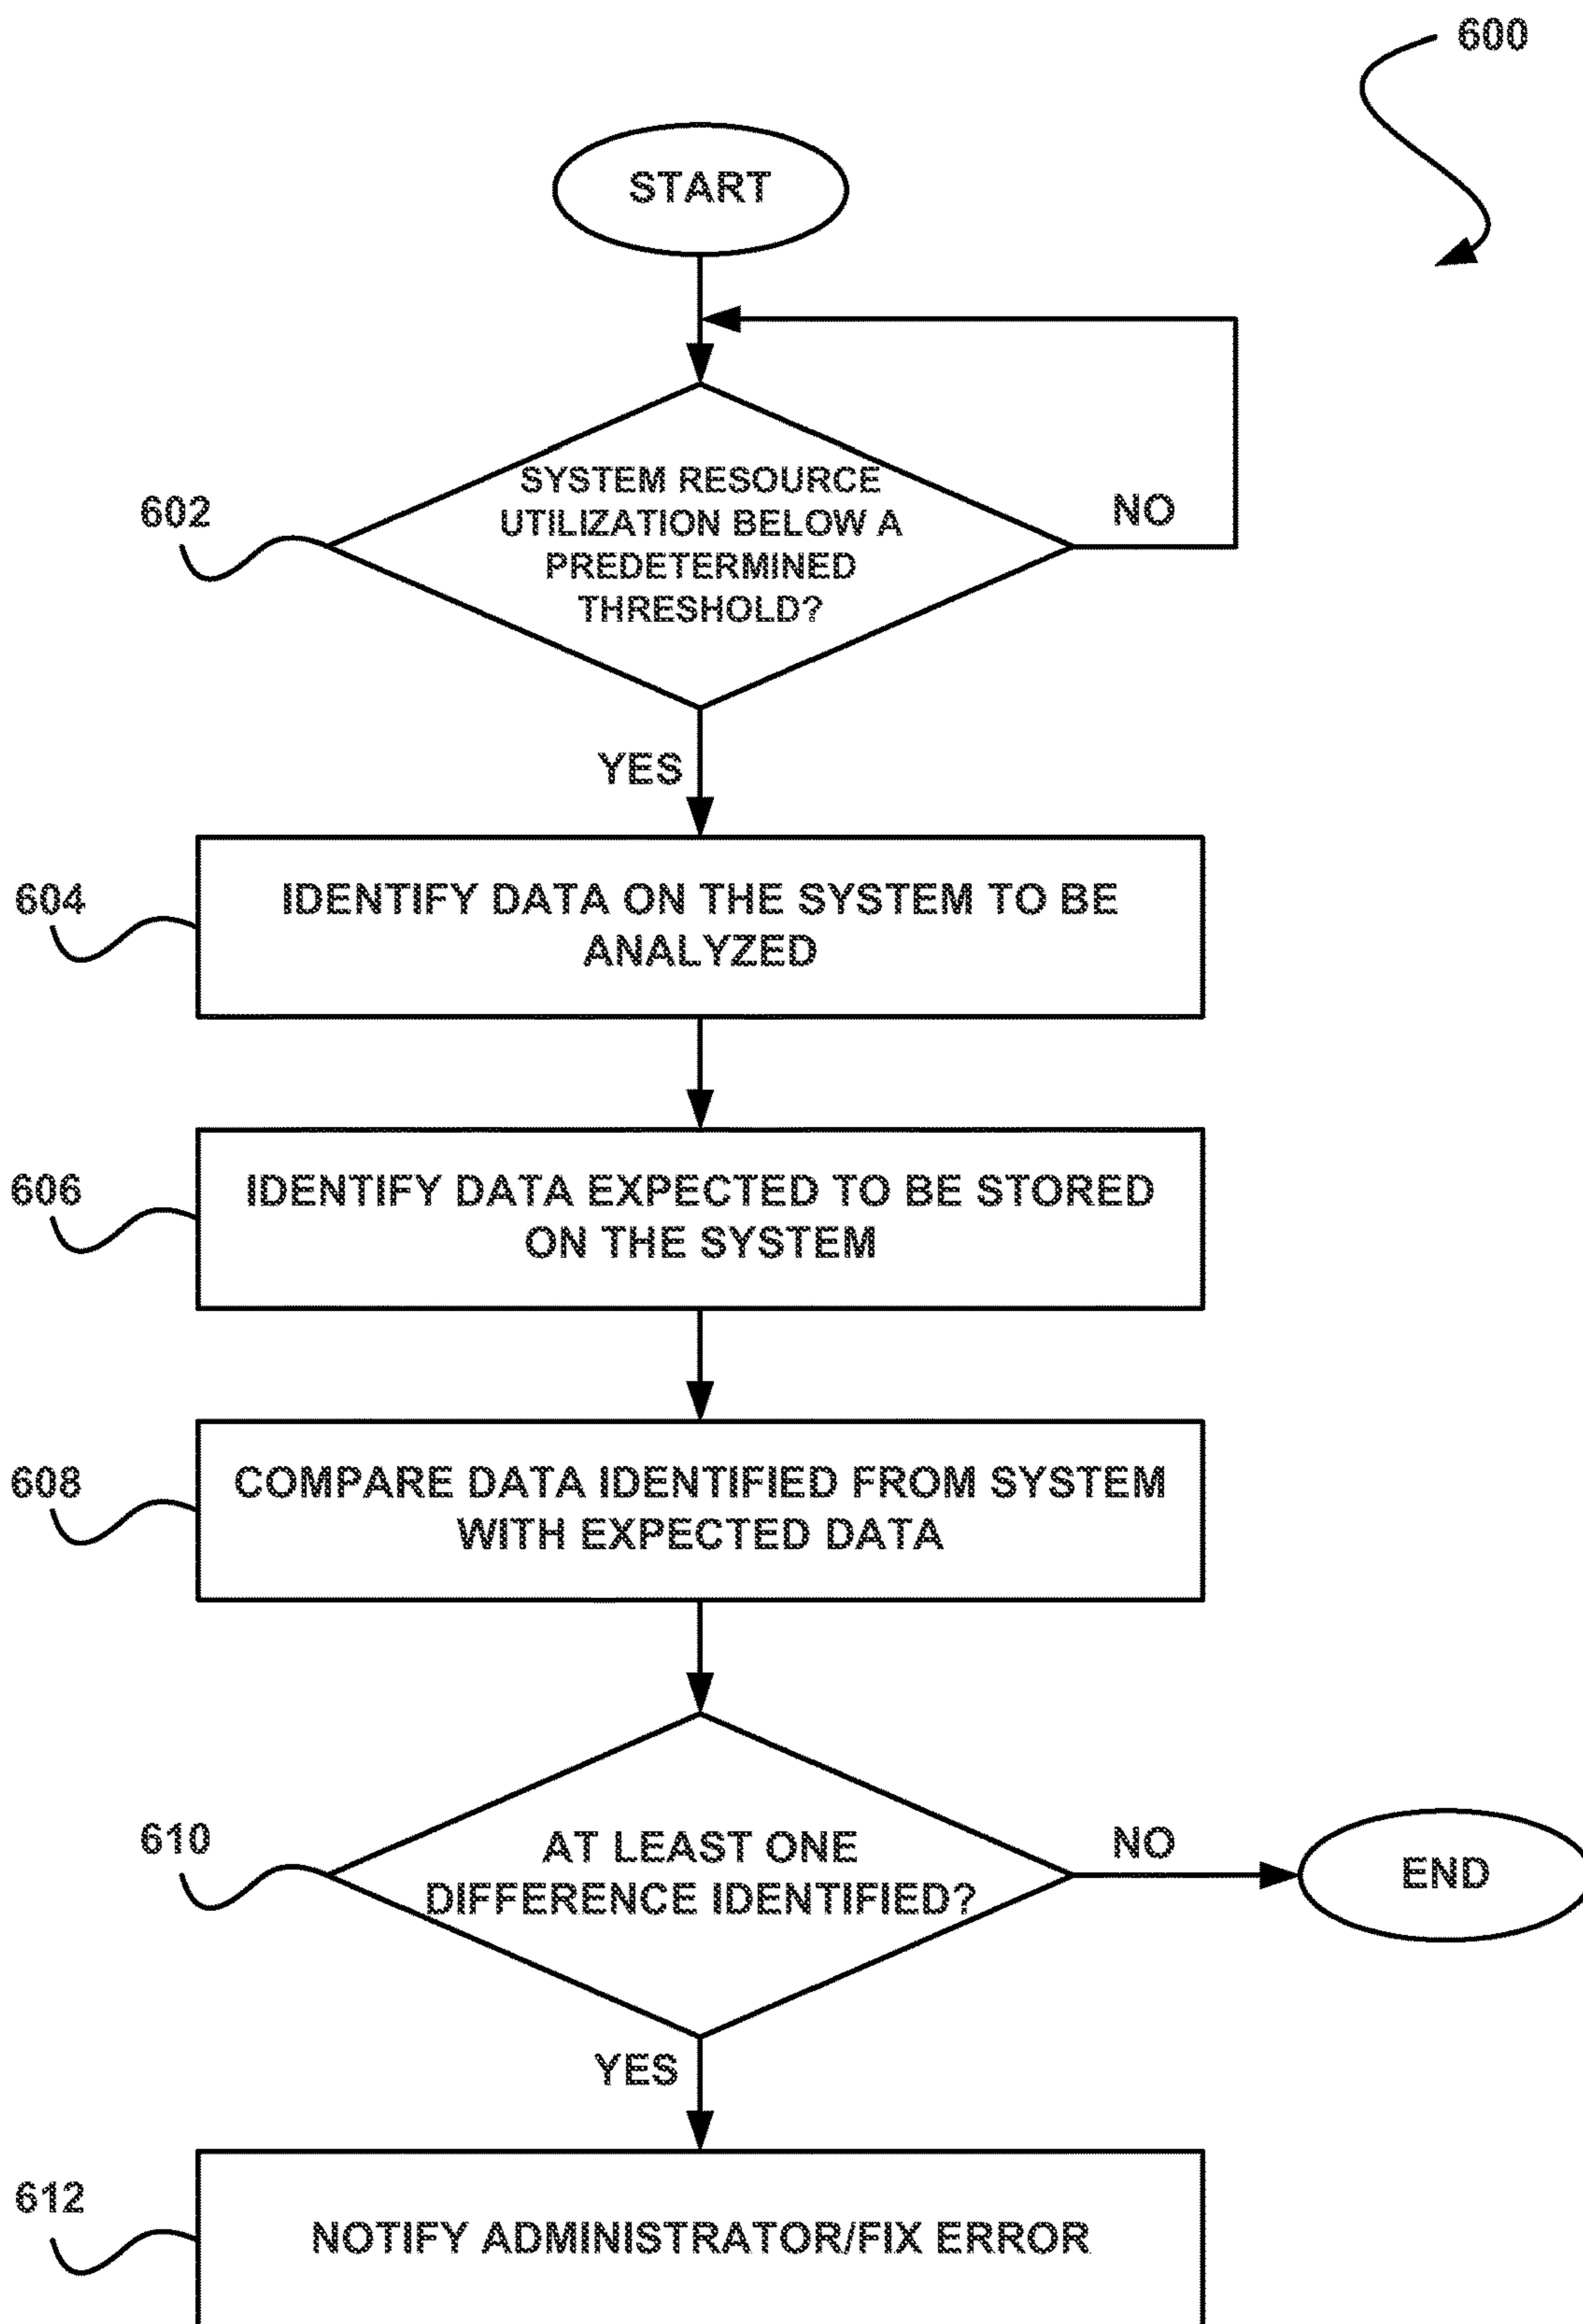 600
START
602
SYSTEM RESOURCE
UTILIZATION BELOW A
PREDETERMINED
THRESHOLD?
NO
YES
604
IDENTIFY DATA ON THE SYSTEM TO BE
ANALYZED
606
IDENTIFY DATA EXPECTED TO BE STORED
ON THE SYSTEM
608
COMPARE DATA IDENTIFIED FROM SYSTEM
WITH EXPECTED DATA
610
AT LEAST ONE
DIFFERENCE IDENTIFIED?
NO
END
YES
612
NOTIFY ADMINISTRATOR/FIX ERROR